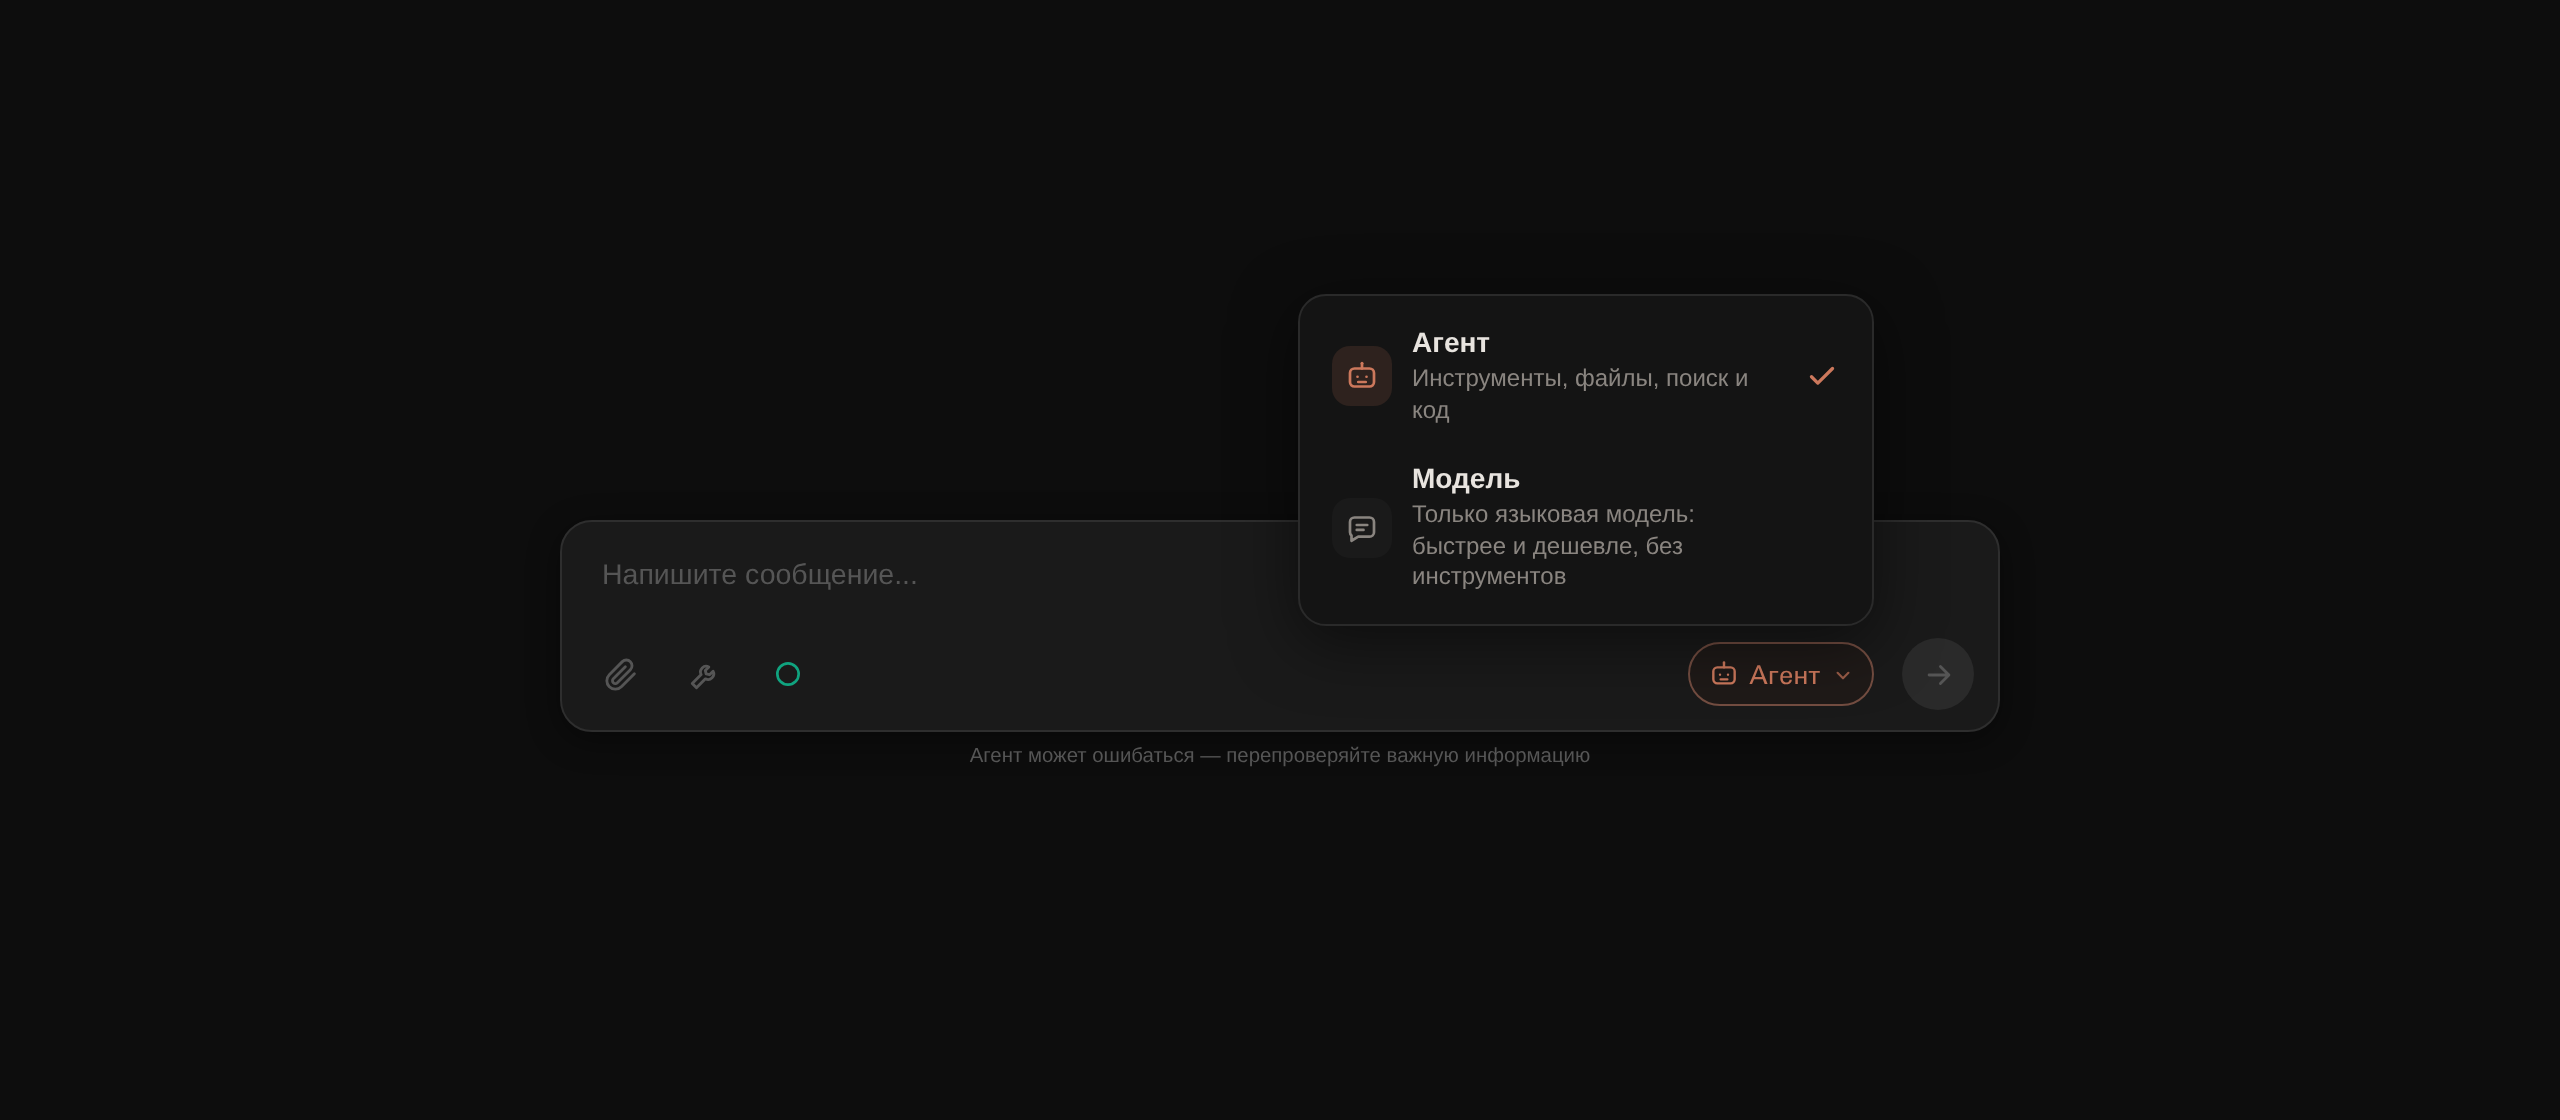 Агент
Инструменты, файлы, поиск и
код
Модель
Только языковая модель:
быстрее и дешевле, без
инструментов
Напишите сообщение...
Агент
Агент может ошибаться — перепроверяйте важную информацию